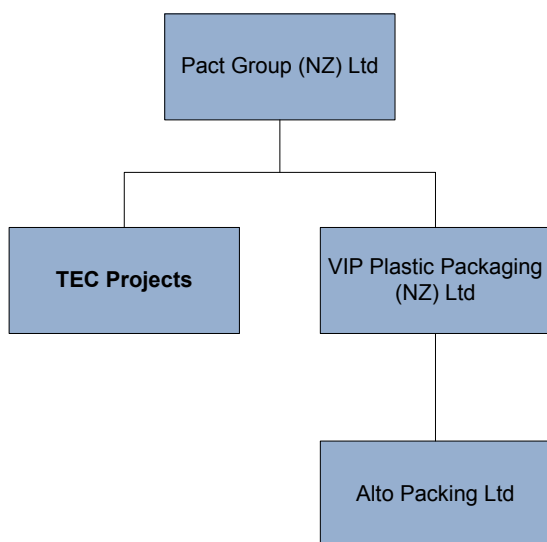 Pact Group (NZ) Ltd
TEC Projects
VIP Plastic Packaging
(NZ) Ltd
Alto Packing Ltd